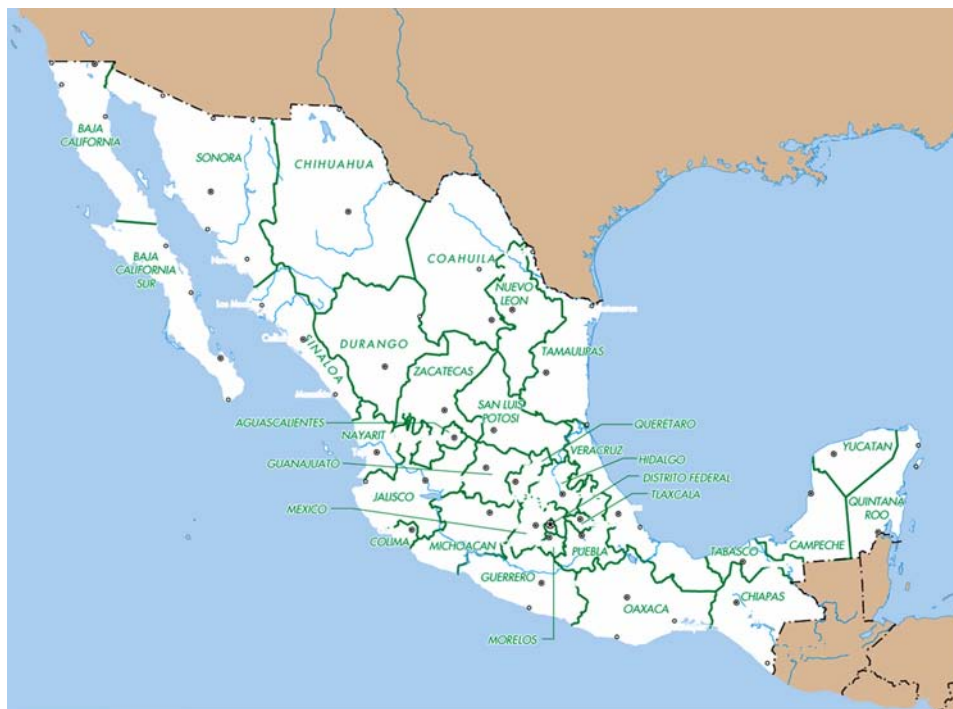 BAJA
CALIFORNIA
SONORA
CHIHUAHUA
BAJA
CALIFORNIA
SUR
COAHUILA
NUEVO
LEON
SINALOA
DURANGO
TAMAULIPAS
ZACATECAS
SAN LUIS
POTOSI
AGUASCALIENTES
NAYARIT
QUERÉTARO
VERACRUZ
GUANAJUATO
HIDALGO
DISTRITO FEDERAL
TLAXCALA
YUCATAN
JALISCO
QUINTANA
ROO
MEXICO
COLIMA
MICHOACAN
PUEBLA
TABASCO
CAMPECHE
GUERRERO
CHIAPAS
OAXACA
MORELOS